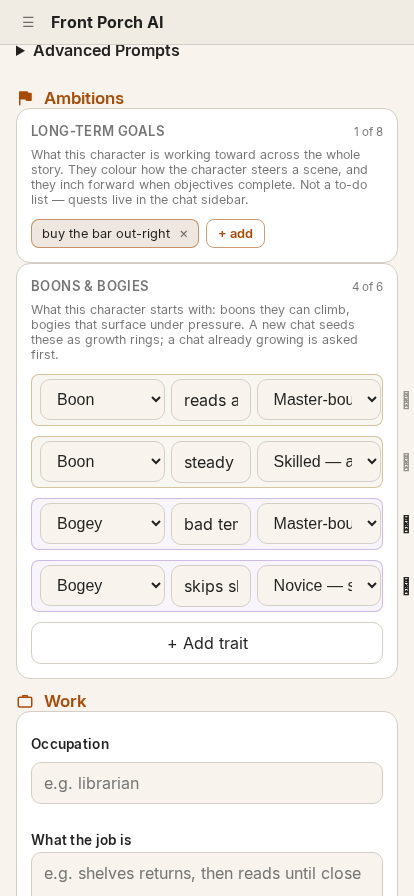 Front Porch AI
Advanced Prompts
Ambitions
LONG-TERM GOALS 1 of 8
What this character is working toward across the whole
story. They colour how the character steers a scene, and
they inch forward when objectives complete. Not a to-do
list — quests live in the chat sidebar.
buy the bar out-right ×
+ add
BOONS & BOGIES 4 of 6
What this character starts with: boons they can climb,
bogies that surface under pressure. A new chat seeds
these as growth rings; a chat already growing is asked
first.
Boon reads a Master-bou
Boon steady Skilled — a
Bogey bad ter Master-bou
Bogey skips sl Novice — s
+ Add trait
Work
Occupation
e.g. librarian
What the job is
e.g. shelves returns, then reads until close